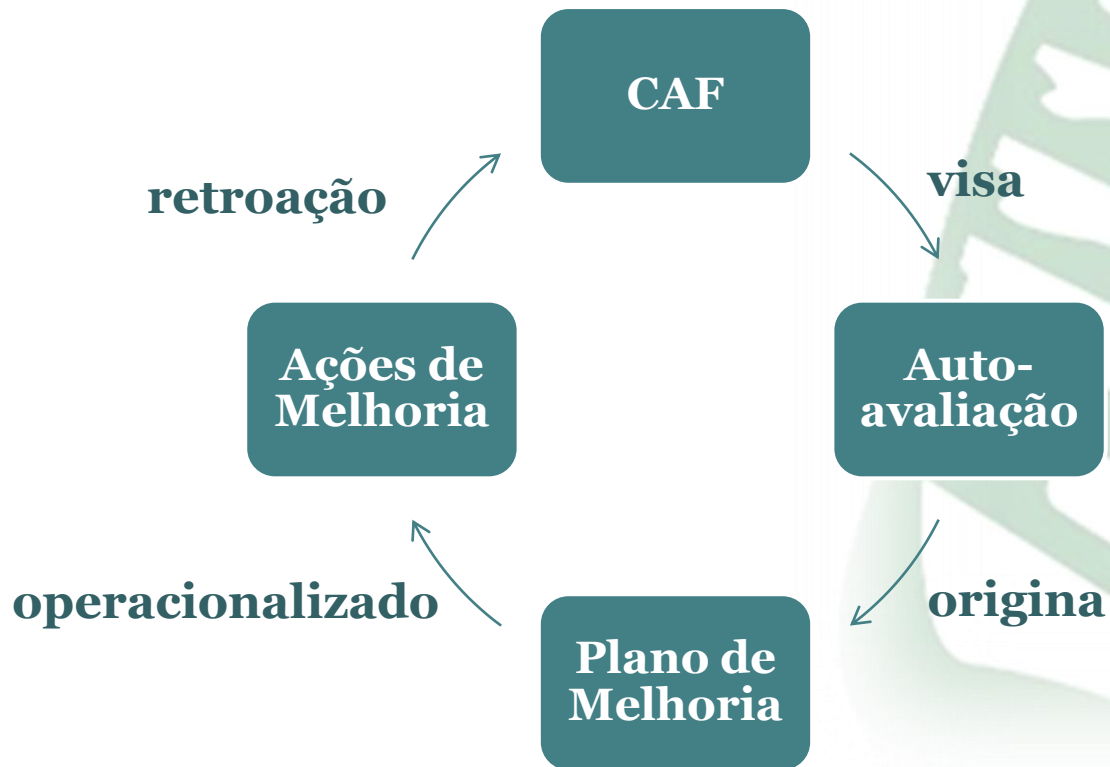 CAF
retroação
visa
Ações de
Melhoria
Auto-
avaliação
operacionalizado
origina
Plano de
Melhoria